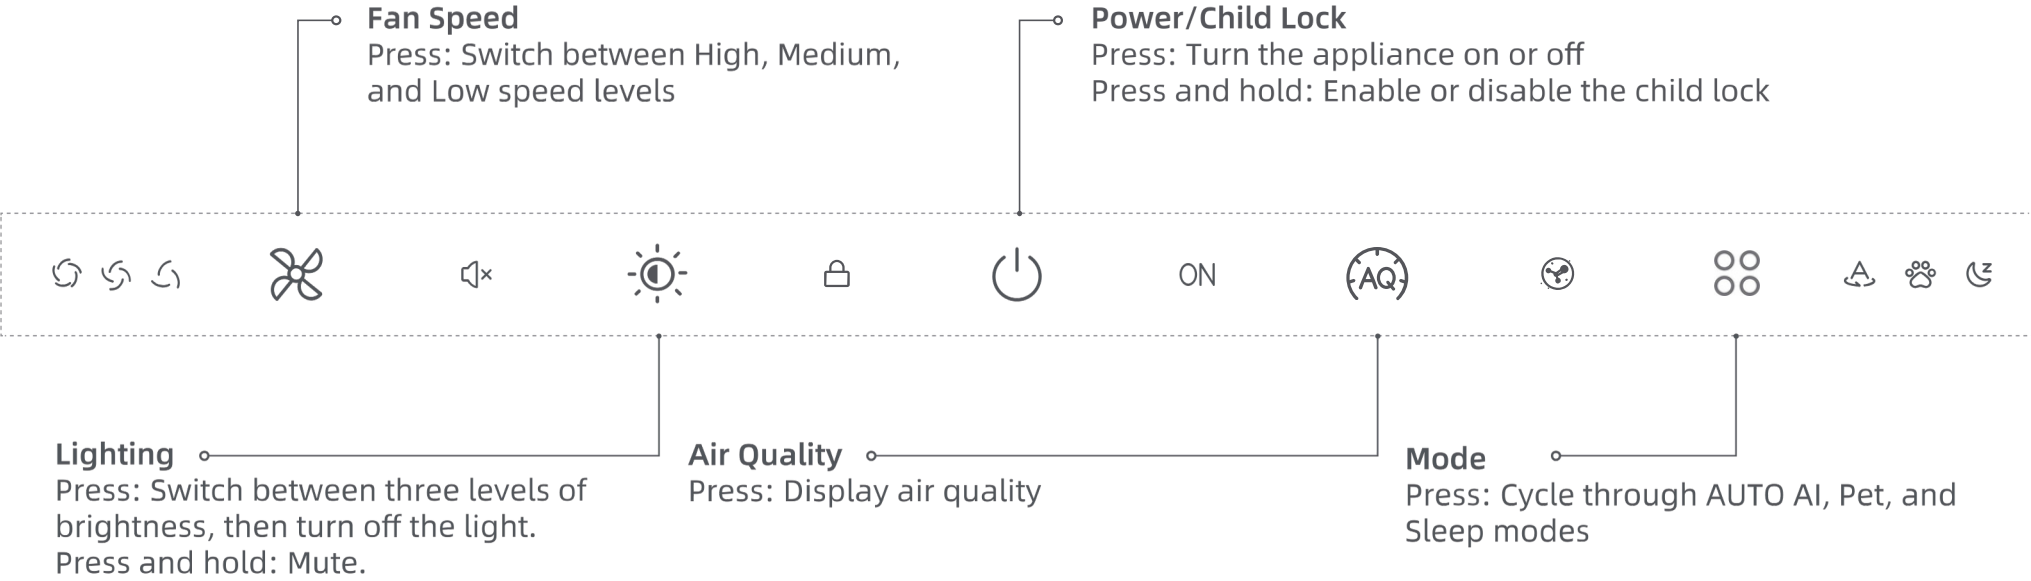 Fan Speed
Press: Switch between High, Medium,
and Low speed levels
Power/Child Lock
Press: Turn the appliance on or off
Press and hold: Enable or disable the child lock
ON
AQ
A
z
Lighting
Press: Switch between three levels of
brightness, then turn off the light.
Press and hold: Mute.
Air Quality
Press: Display air quality
Mode
Press: Cycle through AUTO AI, Pet, and
Sleep modes